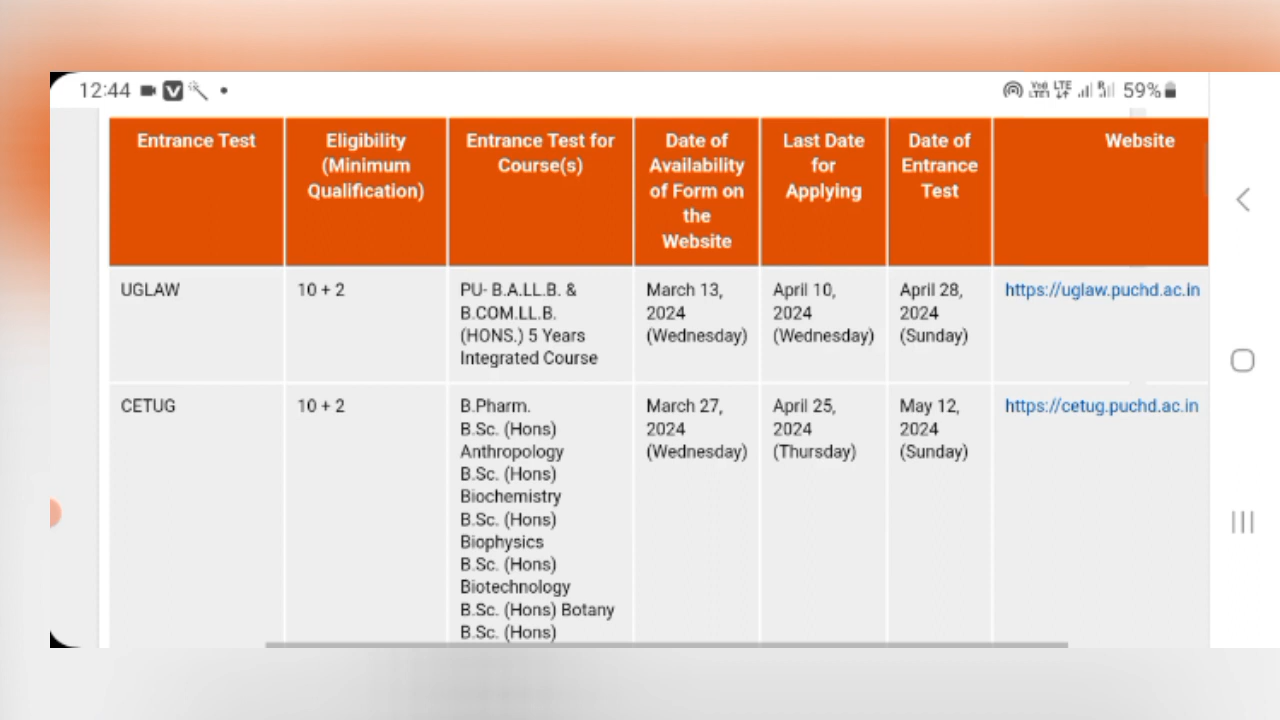 12:44 V VoD LTE 59%
Entrance Test
Eligibility
(Minimum
Qualification)
Entrance Test for
Course(s)
Date of
Availability
of Form on
the
Website
Last Date
for
Applying
Date of
Entrance
Test
Website
UGLAW
10 + 2
PU- B.A.LL.B. &
B.COM.LL.B.
(HONS.) 5 Years
Integrated Course
March 13,
2024
(Wednesday)
April 10,
2024
(Wednesday)
April 28,
2024
(Sunday)
https://uglaw.puchd.ac.in
CETUG
10 + 2
B.Pharm.
B.Sc. (Hons)
Anthropology
B.Sc. (Hons)
Biochemistry
B.Sc. (Hons)
Biophysics
B.Sc. (Hons)
Biotechnology
B.Sc. (Hons) Botany
B.Sc. (Hons)
March 27,
2024
(Wednesday)
April 25,
2024
(Thursday)
May 12,
2024
(Sunday)
https://cetug.puchd.ac.in